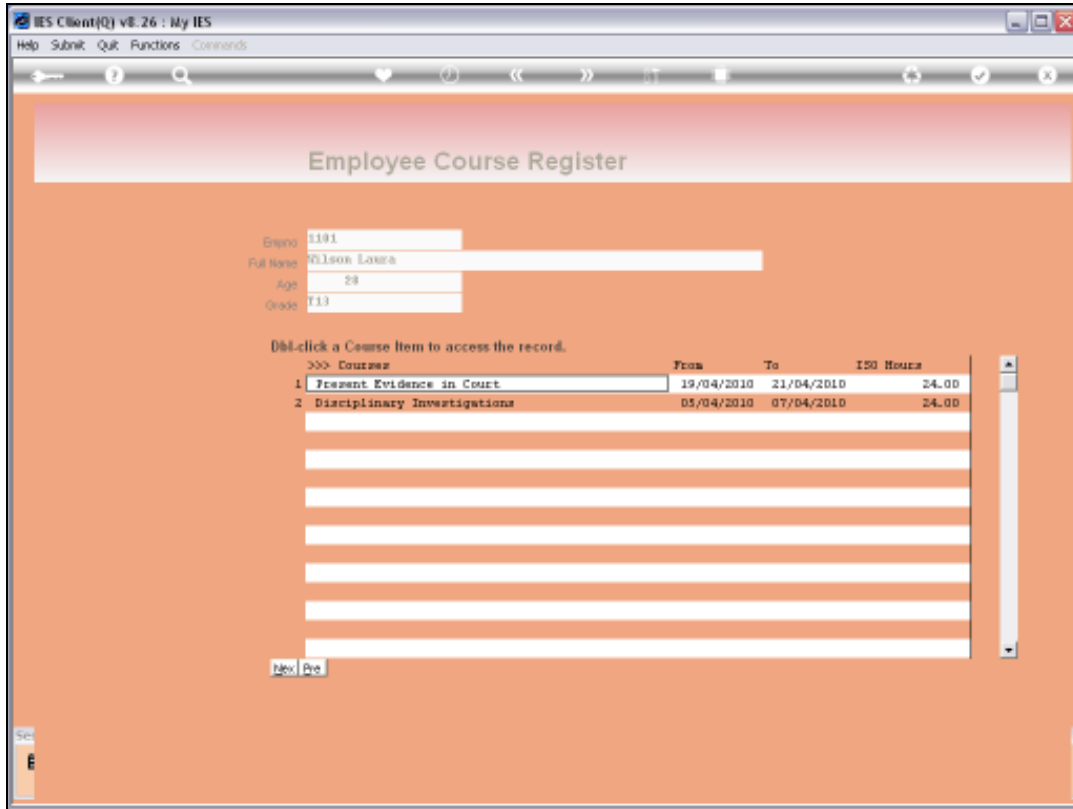 IES Client(Q) v8.26 : My IES
Help Submit Quit Functions Commands
Employee Course Register
Empno 1101
Full Name Wilson Laura
Age 28
Grade T13
Dbl-click a Course Item to access the record.
>>> Courses From To ISO Hours
1 Present Evidence in Court 19/04/2010 21/04/2010 24.00
2 Disciplinary Investigations 05/04/2010 07/04/2010 24.00
Nex Pre